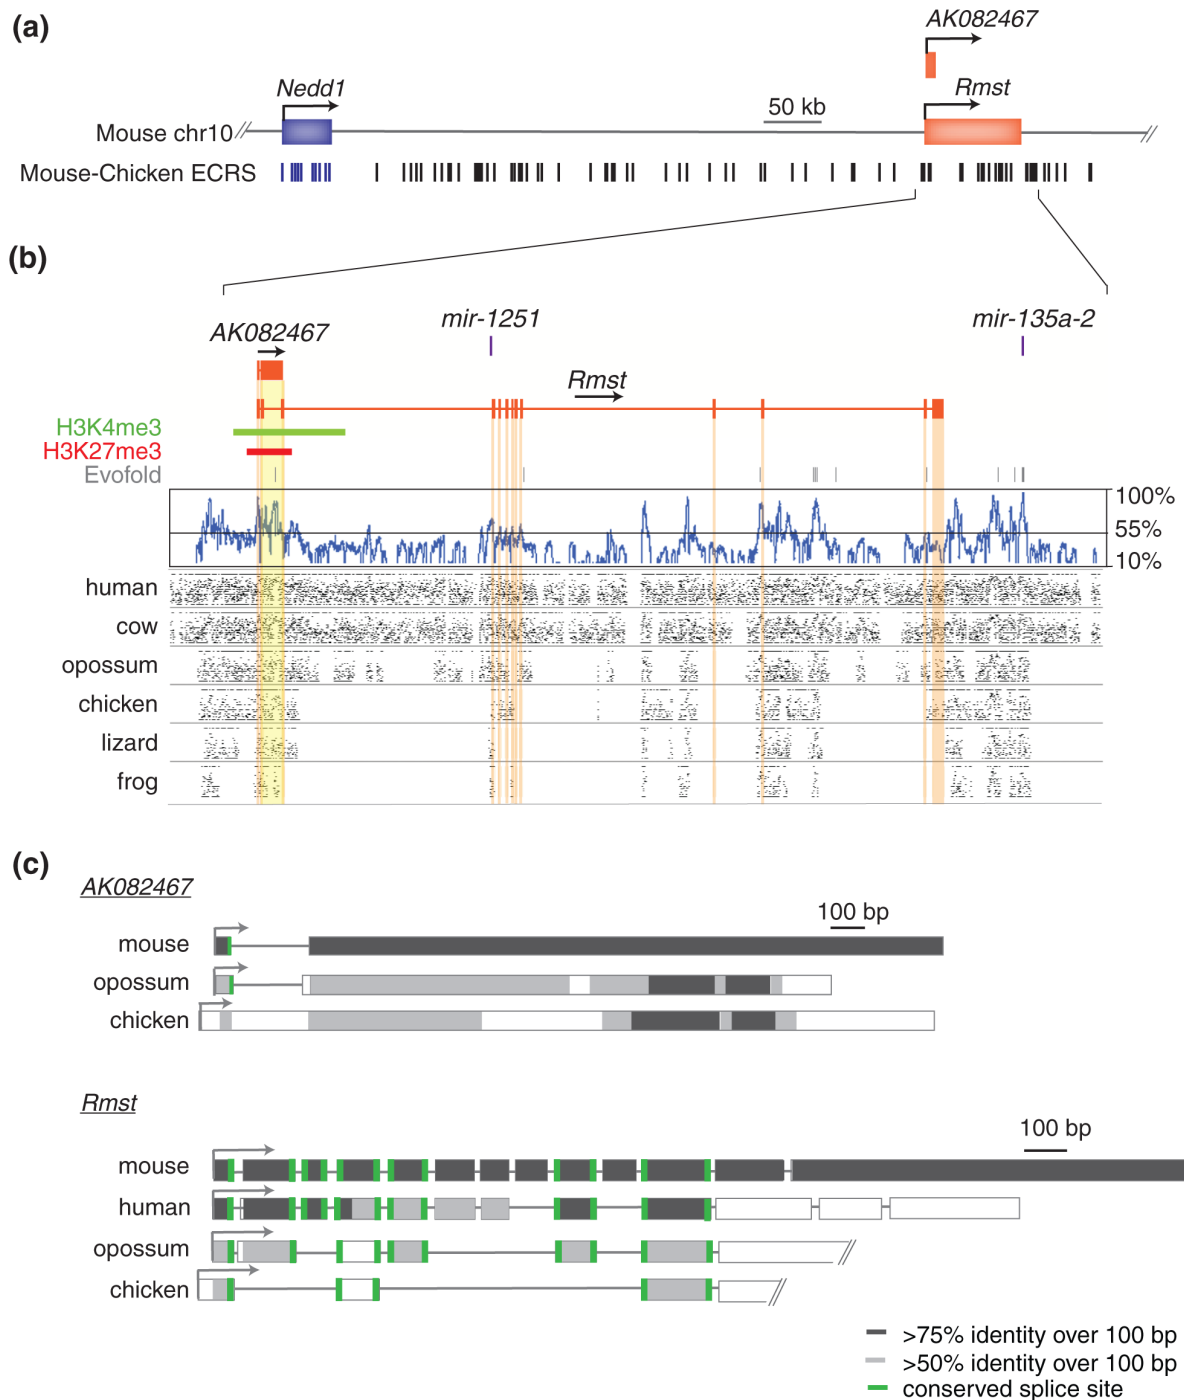 (a)
AK082467
Nedd1
Rmst
50 kb
Mouse chr10
Mouse-Chicken ECRS
(b)
mir-1251
mir-135a-2
AK082467
Rmst
H3K4me3
H3K27me3
Evofold
100%
55%
10%
human
cow
opossum
chicken
lizard
frog
(c)
AK082467
100 bp
mouse
opossum
chicken
Rmst
100 bp
mouse
human
opossum
chicken
>75% identity over 100 bp
>50% identity over 100 bp
conserved splice site